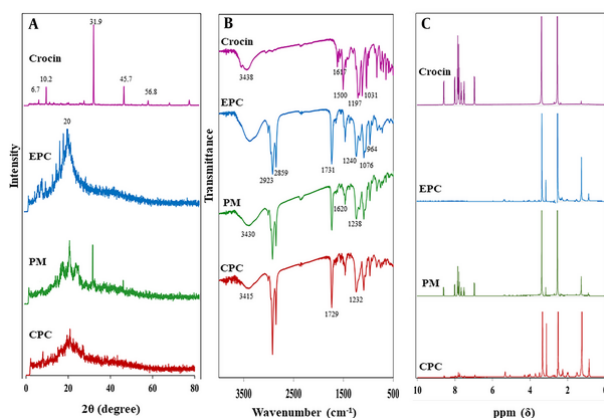 A
B
C
31.9
Crocin
10.2
6.7
45.7
56.8
20
EPC
PM
CPC
Intensity
0
20
40
60
80
2θ (degree)
Crocin
3438
1617
1500
1197
1031
EPC
2923
2859
1731
1240
1076
964
PM
3430
1620
1238
CPC
3415
1729
1232
Transmittance
4000
2500
1500
500
Wavenumber (cm-1)
Crocin
EPC
PM
CPC
10
8
6
4
2
0
ppm (δ)